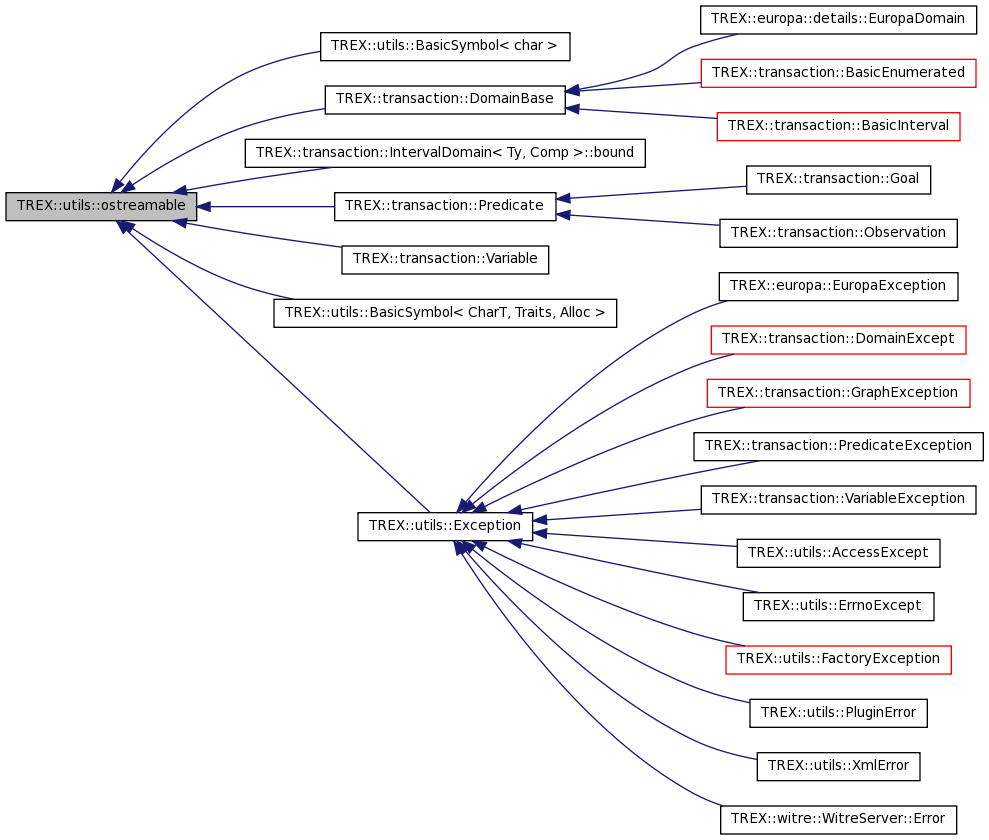 TREX::europa::details::EuropaDomain
TREX::utils::BasicSymbol< char >
TREX::transaction::BasicEnumerated
TREX::transaction::DomainBase
TREX::transaction::BasicInterval
TREX::transaction::IntervalDomain< Ty, Comp >::bound
TREX::transaction::Goal
TREX::utils::ostreamable
TREX::transaction::Predicate
TREX::transaction::Observation
TREX::transaction::Variable
TREX::europa::EuropaException
TREX::utils::BasicSymbol< CharT, Traits, Alloc >
TREX::transaction::DomainExcept
TREX::transaction::GraphException
TREX::transaction::PredicateException
TREX::transaction::VariableException
TREX::utils::Exception
TREX::utils::AccessExcept
TREX::utils::ErrnoExcept
TREX::utils::FactoryException
TREX::utils::PluginError
TREX::utils::XmlError
TREX::witre::WitreServer::Error